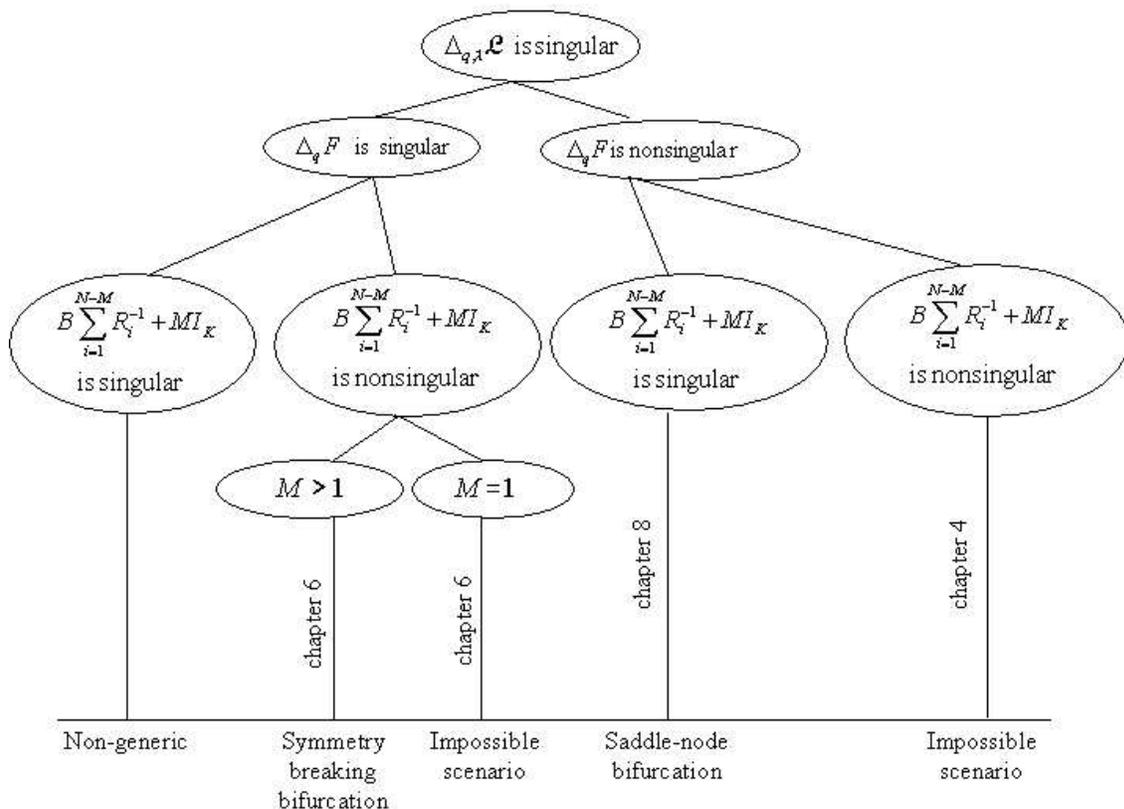 Δ_{q,λ} ℒ is singular
Δ_q F is singular
Δ_q F is nonsingular
B∑_{i=1}^{N−M} R_i^{−1} + MI_K
is singular
B∑_{i=1}^{N−M} R_i^{−1} + MI_K
is nonsingular
B∑_{i=1}^{N−M} R_i^{−1} + MI_K
is singular
B∑_{i=1}^{N−M} R_i^{−1} + MI_K
is nonsingular
M > 1
M = 1
chapter 6
chapter 6
chapter 8
chapter 4
Non-generic
Symmetry
breaking
bifurcation
Impossible
scenario
Saddle-node
bifurcation
Impossible
scenario